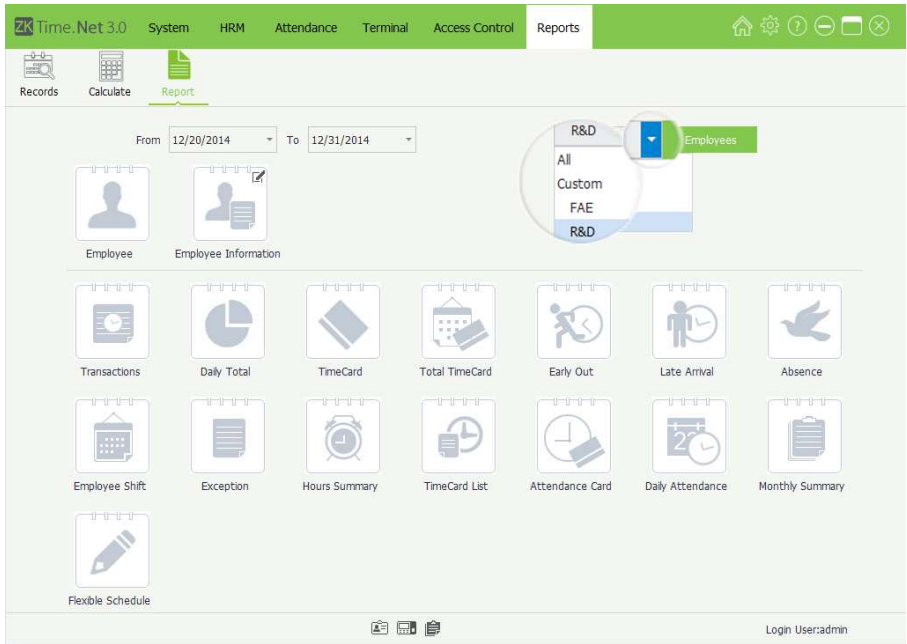 ZK Time.Net 3.0 System HRM Attendance Terminal Access Control Reports
Records Calculate Report
From 12/20/2014 To 12/31/2014 R&D Employees
All
Custom
FAE
R&D
Employee Employee Information
Transactions Daily Total TimeCard Total TimeCard Early Out Late Arrival Absence
Employee Shift Exception Hours Summary TimeCard List Attendance Card Daily Attendance Monthly Summary
Flexible Schedule
Login User:admin